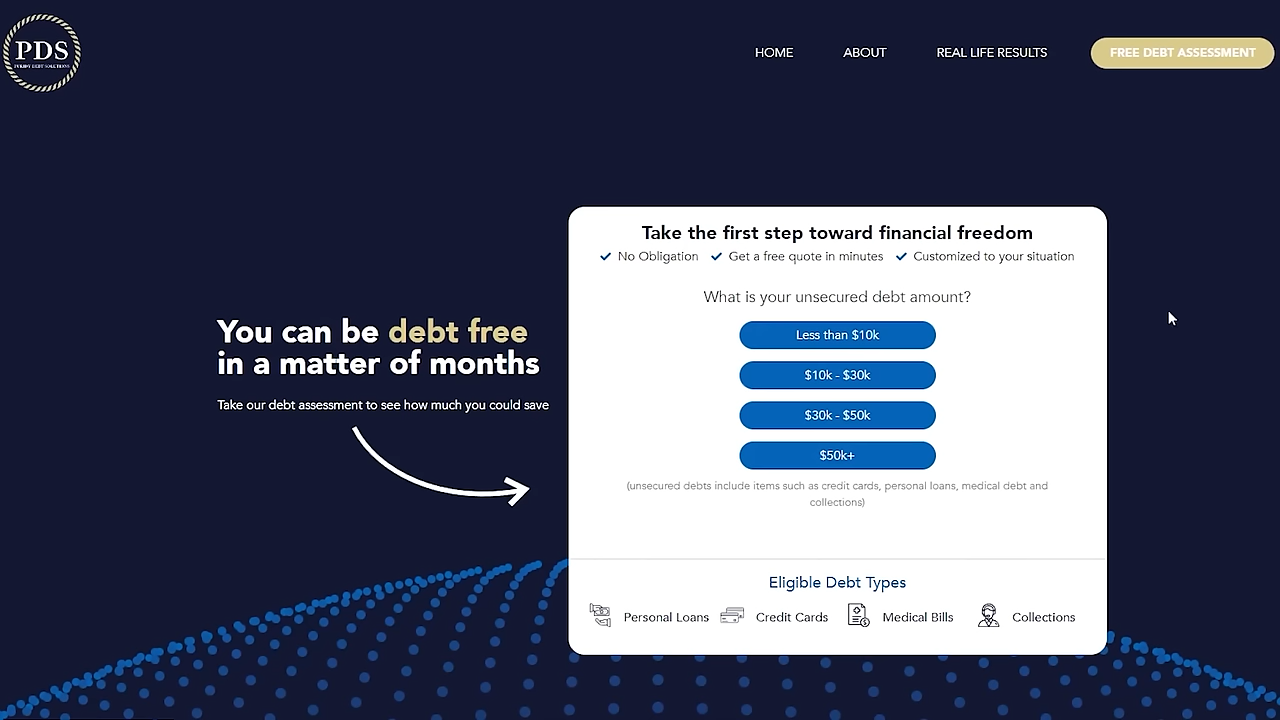 PDS
HOME
ABOUT
REAL LIFE RESULTS
FREE DEBT ASSESSMENT
Take the first step toward financial freedom
No Obligation
Get a free quote in minutes
Customized to your situation
What is your unsecured debt amount?
Less than $10k
$10k - $30k
$30k - $50k
$50k+
(unsecured debts include items such as credit cards, personal loans, medical debt and
collections)
You can be debt free
in a matter of months
Take our debt assessment to see how much you could save
Eligible Debt Types
Personal Loans
Credit Cards
Medical Bills
Collections